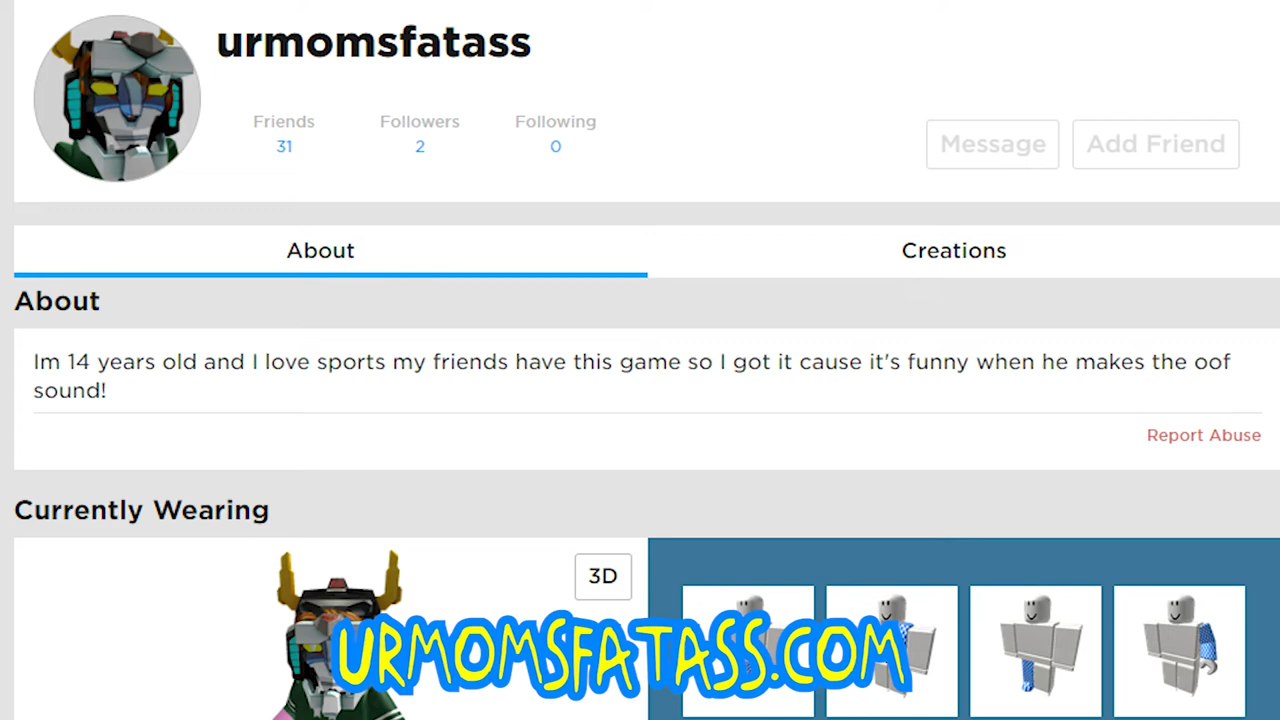 urmomsfatass
Friends Followers Following
31 2 0
Message Add Friend
About Creations
About
Im 14 years old and I love sports my friends have this game so I got it cause it's funny when he makes the oof
sound!
Report Abuse
Currently Wearing
3D
URMOMSFATASS.COM